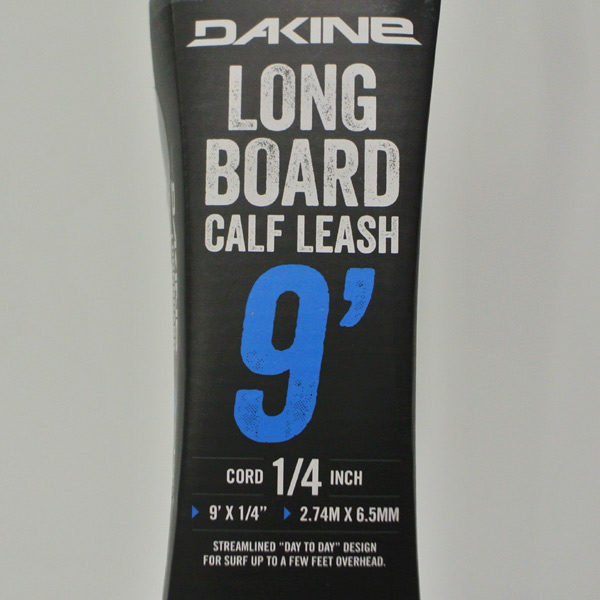 DAKINE
LONG
BOARD
CALF LEASH
9'
CORD 1/4 INCH
9' X 1/4" 2.74M X 6.5MM
STREAMLINED "DAY TO DAY" DESIGN
FOR SURF UP TO A FEW FEET OVERHEAD.